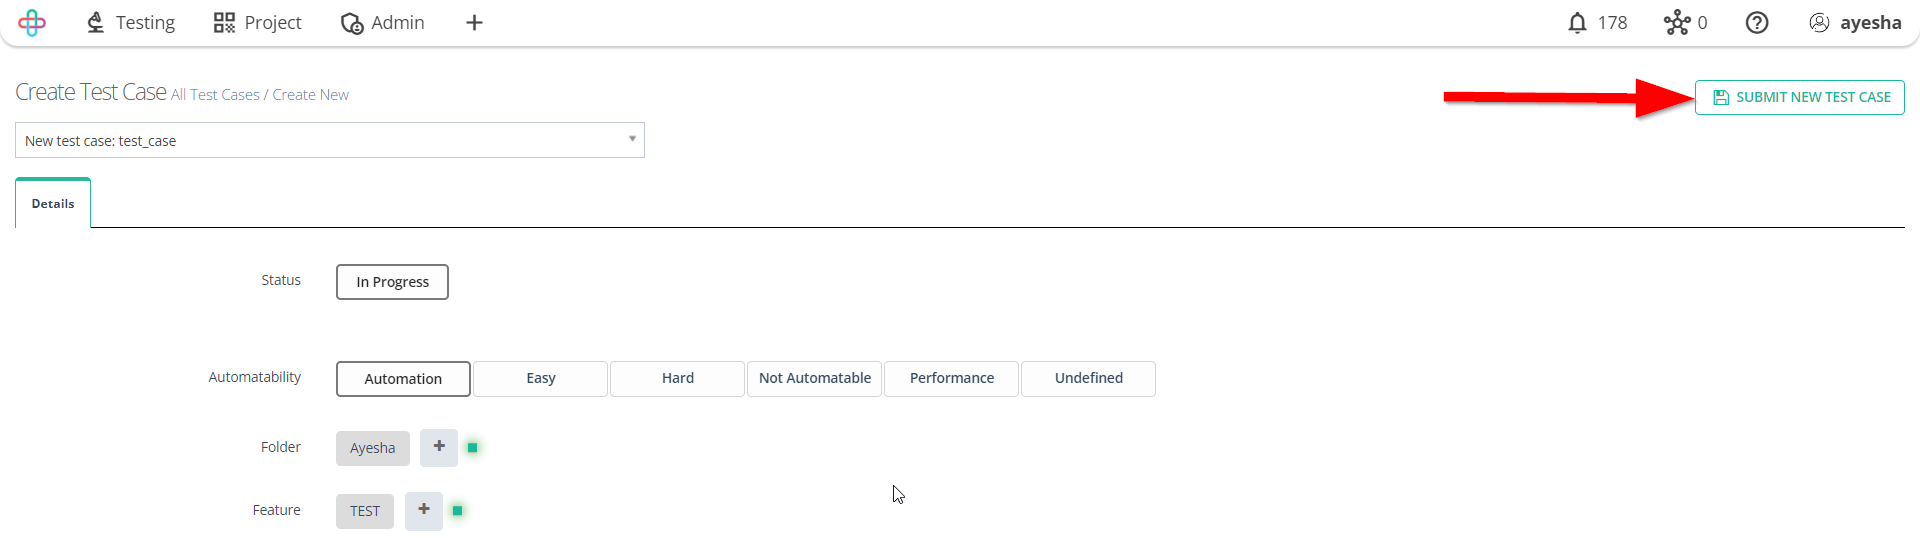 Testing Project Admin 178 0 ayesha
Create Test Case All Test Cases / Create New
SUBMIT NEW TEST CASE
New test case: test_case
Details
Status In Progress
Automatability Automation Easy Hard Not Automatable Performance Undefined
Folder Ayesha +
Feature TEST +